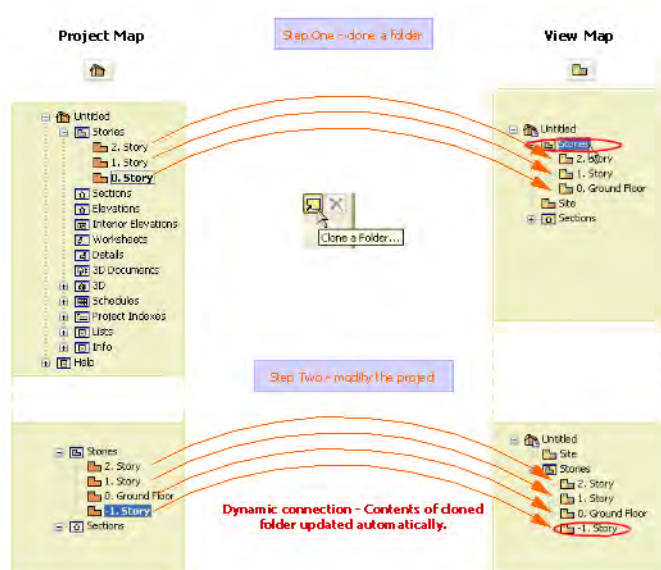 Project Map
Step One - clone a folder
View Map
Untitled
Stories
2. Story
1. Story
0. Story
Sections
Elevations
Interior Elevations
Worksheets
Details
3D Documents
3D
Schedules
Project Indexes
Lists
Info
Help
Clone a Folder...
Untitled
Stories
2. Story
1. Story
0. Ground Floor
Site
Sections
Step Two - modify the project
Stories
2. Story
1. Story
0. Ground Floor
-1. Story
Sections
Dynamic connection - Contents of cloned
folder updated automatically.
Untitled
Site
Stories
2. Story
1. Story
0. Ground Floor
-1. Story